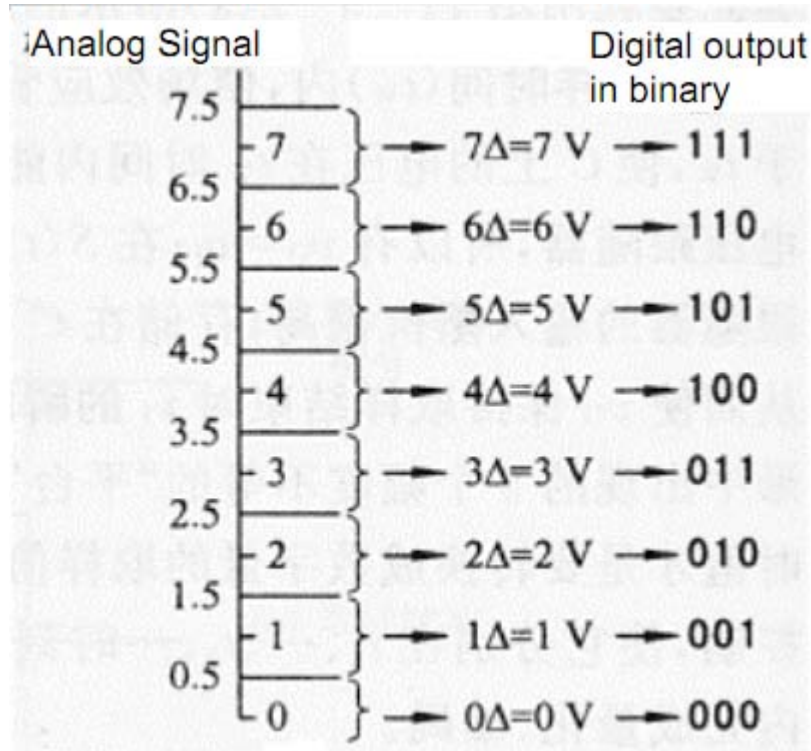 Analog Signal
Digital output
in binary
7.5
7 7Δ=7 V 111
6.5
6 6Δ=6 V 110
5.5
5 5Δ=5 V 101
4.5
4 4Δ=4 V 100
3.5
3 3Δ=3 V 011
2.5
2 2Δ=2 V 010
1.5
1 1Δ=1 V 001
0.5
0 0Δ=0 V 000